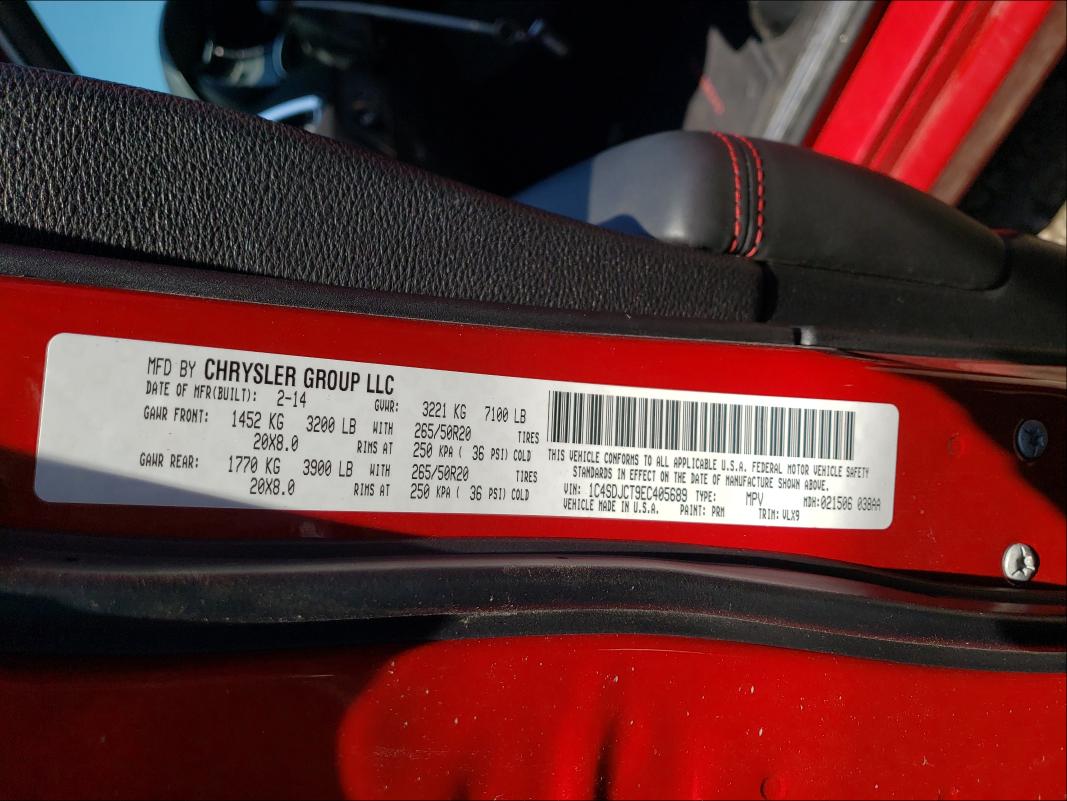 MFD BY CHRYSLER GROUP LLC
DATE OF MFR(BUILT): 2-14 GVWR: 3221 KG 7100 LB
GAWR FRONT: 1452 KG 3200 LB WITH 265/50R20 TIRES
20X8.0 RIMS AT 250 KPA ( 36 PSI) COLD
GAWR REAR: 1770 KG 3900 LB WITH 265/50R20 TIRES
20X8.0 RIMS AT 250 KPA ( 36 PSI) COLD
THIS VEHICLE CONFORMS TO ALL APPLICABLE U.S.A. FEDERAL MOTOR VEHICLE SAFETY
STANDARDS IN EFFECT ON THE DATE OF MANUFACTURE SHOWN ABOVE.
VIN: 1C4SDJCT9EC405689 TYPE: MPV MDH:021506 038AA
VEHICLE MADE IN U.S.A. PAINT: PRM TRIM: VLX9